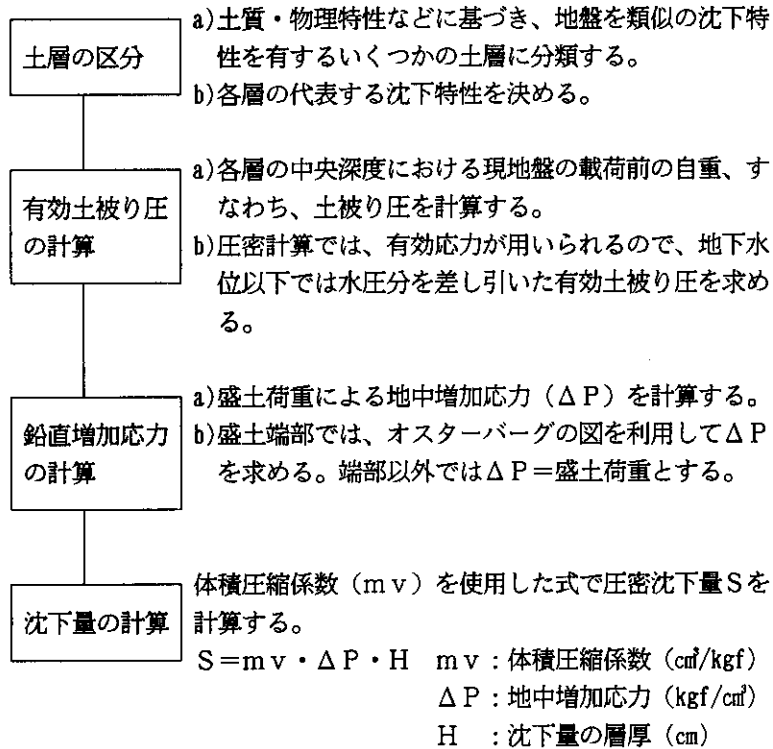 土層の区分
a)土質・物理特性などに基づき、地盤を類似の沈下特
性を有するいくつかの土層に分類する。
b)各層の代表する沈下特性を決める。
有効土被り圧
の計算
a)各層の中央深度における現地盤の載荷前の自重、す
なわち、土被り圧を計算する。
b)圧密計算では、有効応力が用いられるので、地下水
位以下では水圧分を差し引いた有効土被り圧を求め
る。
鉛直増加応力
の計算
a)盛土荷重による地中増加応力（ΔＰ）を計算する。
b)盛土端部では、オスターバーグの図を利用してΔＰ
を求める。端部以外ではΔＰ＝盛土荷重とする。
沈下量の計算
体積圧縮係数（ｍｖ）を使用した式で圧密沈下量Ｓを
計算する。
Ｓ＝ｍｖ・ΔＰ・Ｈ　ｍｖ：体積圧縮係数（㎠/kgf）
ΔＰ：地中増加応力（kgf/㎠）
Ｈ　：沈下量の層厚（cm）